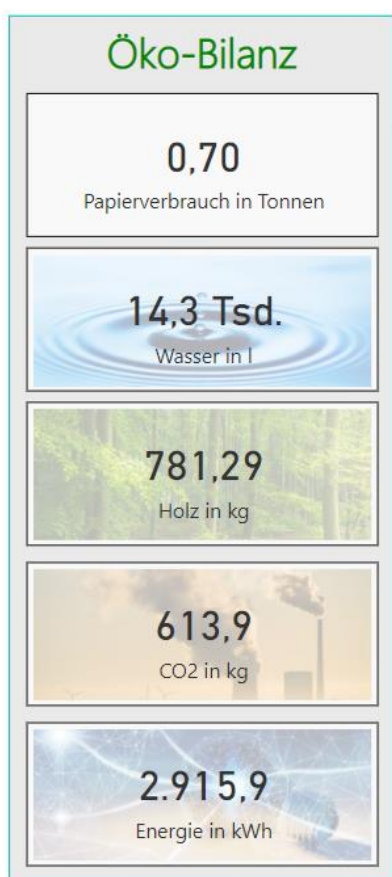 Öko-Bilanz
0,70
Papierverbrauch in Tonnen
14,3 Tsd.
Wasser in l
781,29
Holz in kg
613,9
CO2 in kg
2.915,9
Energie in kWh